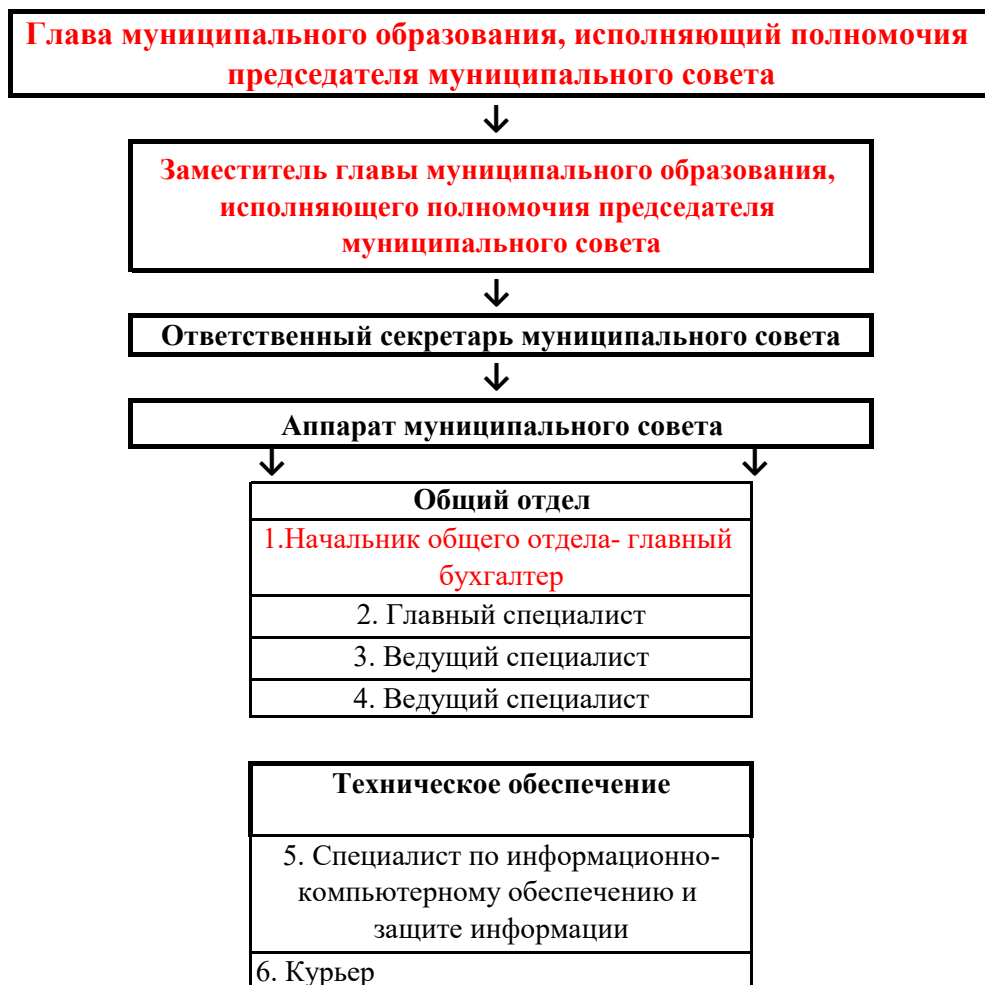 Глава муниципального образования, исполняющий полномочия
председателя муниципального совета
Заместитель главы муниципального образования,
исполняющего полномочия председателя
муниципального совета
Ответственный секретарь муниципального совета
Аппарат муниципального совета
Общий отдел
1.Начальник общего отдела- главный
бухгалтер
2. Главный специалист
3. Ведущий специалист
4. Ведущий специалист
Техническое обеспечение
5. Специалист по информационно-
компьютерному обеспечению и
защите информации
6. Курьер